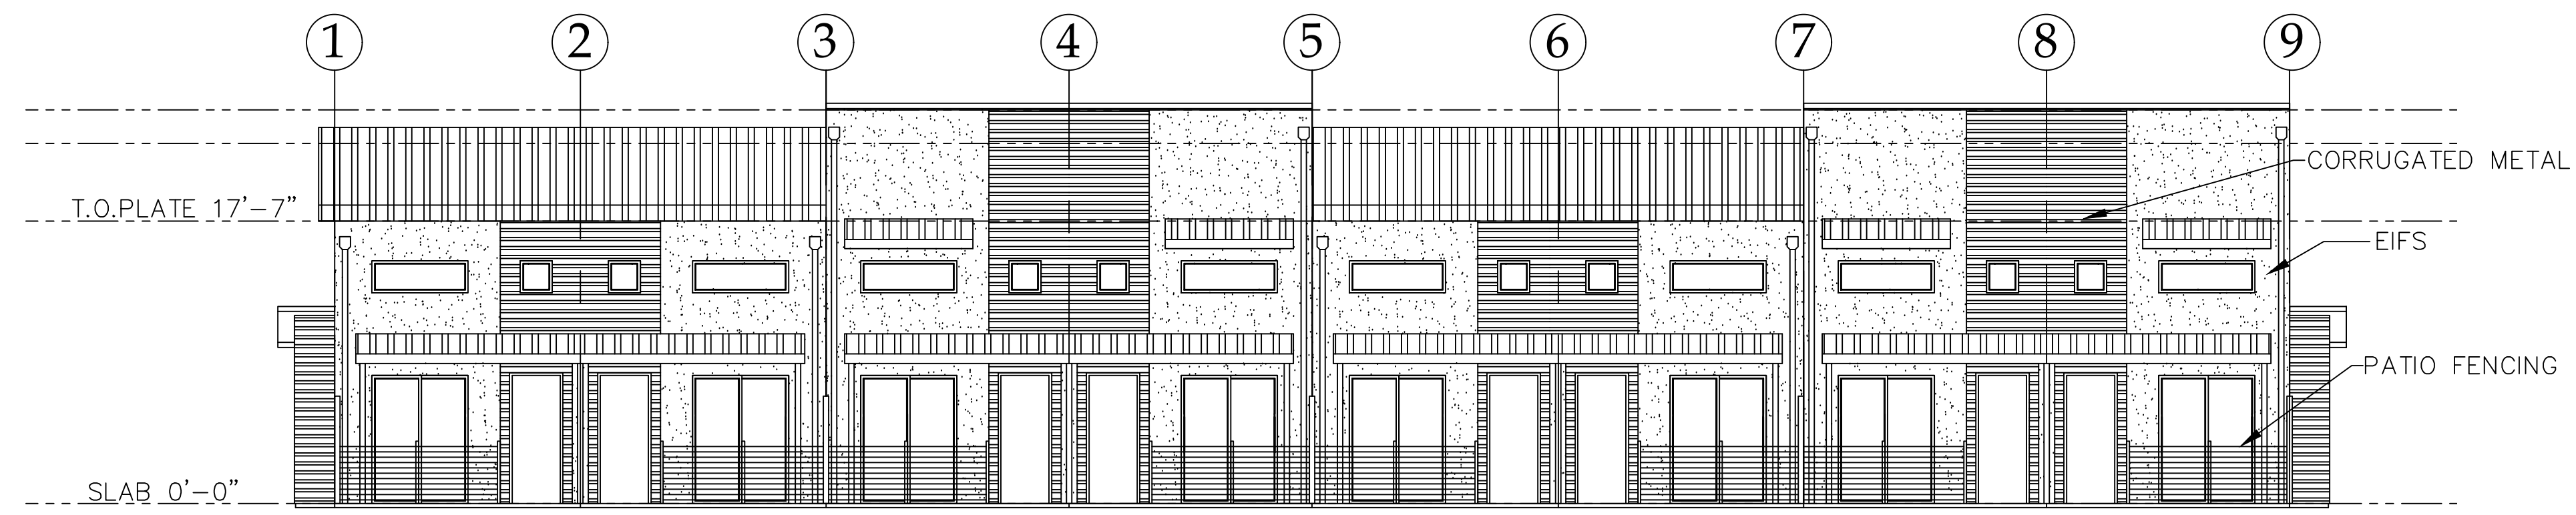 1 2 3 4 5 6 7 8 9
CORRUGATED METAL
T.O.PLATE 17'-7"
EIFS
PATIO FENCING
SLAB 0'-0"